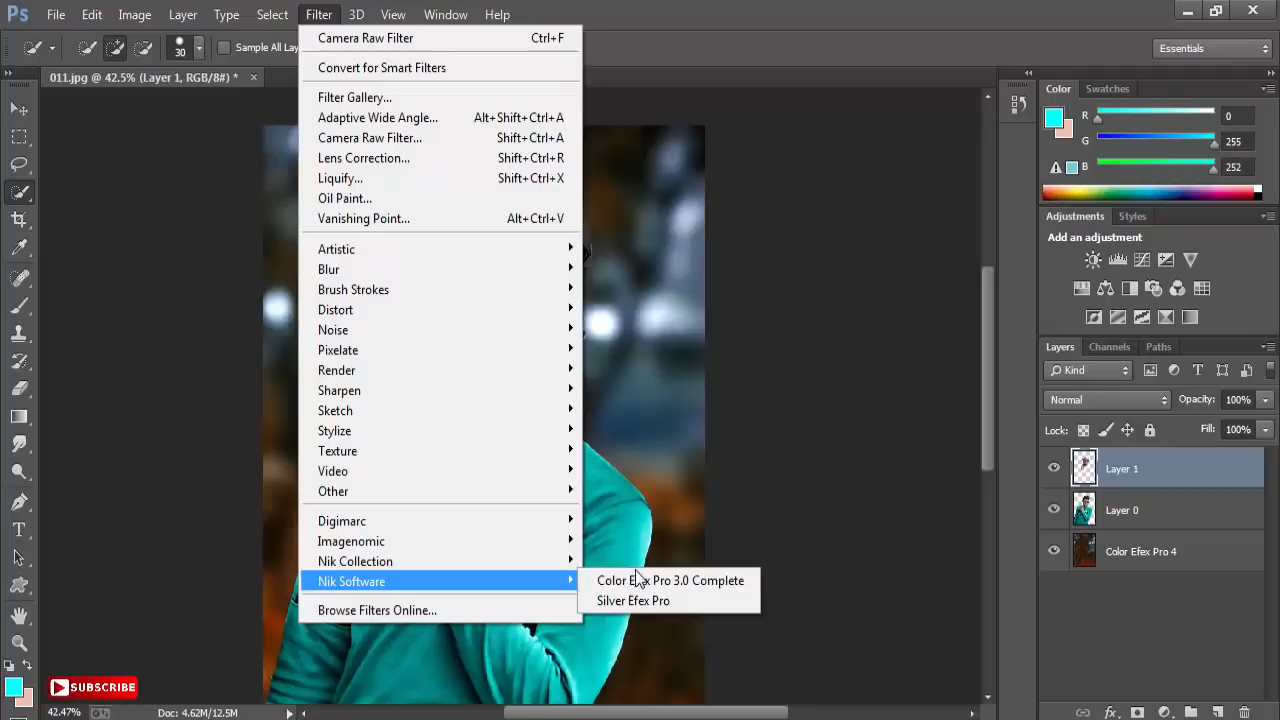 Ps File Edit Image Layer Type Select Filter 3D View Window Help
30 Sample All Lay
Essentials
011.jpg @ 42.5% (Layer 1, RGB/8#) * ×
Camera Raw Filter Ctrl+F
Convert for Smart Filters
Filter Gallery...
Adaptive Wide Angle... Alt+Shift+Ctrl+A
Camera Raw Filter... Shift+Ctrl+A
Lens Correction... Shift+Ctrl+R
Liquify... Shift+Ctrl+X
Oil Paint...
Vanishing Point... Alt+Ctrl+V
Artistic
Blur
Brush Strokes
Distort
Noise
Pixelate
Render
Sharpen
Sketch
Stylize
Texture
Video
Other
Digimarc
Imagenomic
Nik Collection
Nik Software
Browse Filters Online...
Color Efex Pro 3.0 Complete
Silver Efex Pro
Color Swatches
R 0
G 255
B 252
Adjustments Styles
Add an adjustment
Layers Channels Paths
Kind
Normal Opacity: 100%
Lock: Fill: 100%
Layer 1
Layer 0
Color Efex Pro 4
SUBSCRIBE
42.47% Doc: 4.62M/12.5M